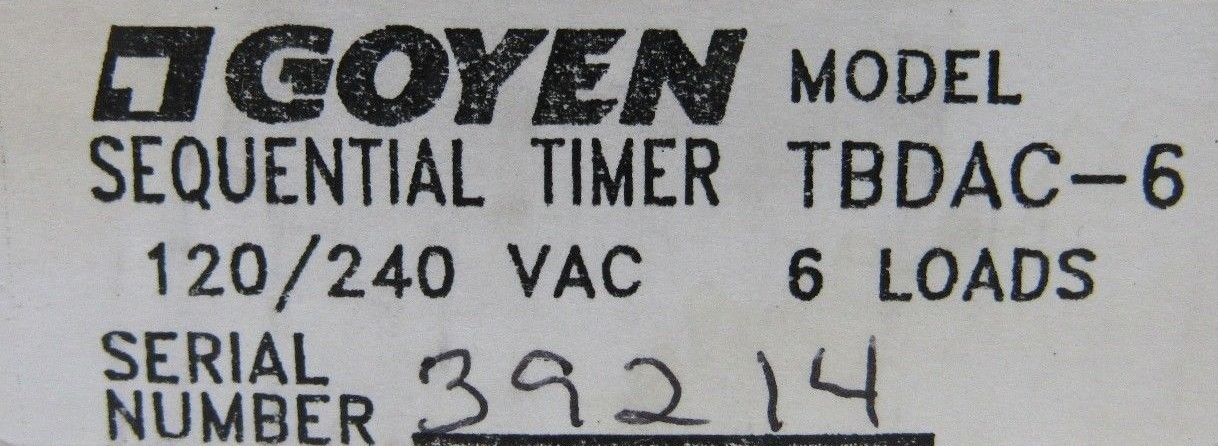 GOYEN MODEL
SEQUENTIAL TIMER TBDAC-6
120/240 VAC 6 LOADS
SERIAL
NUMBER 39214